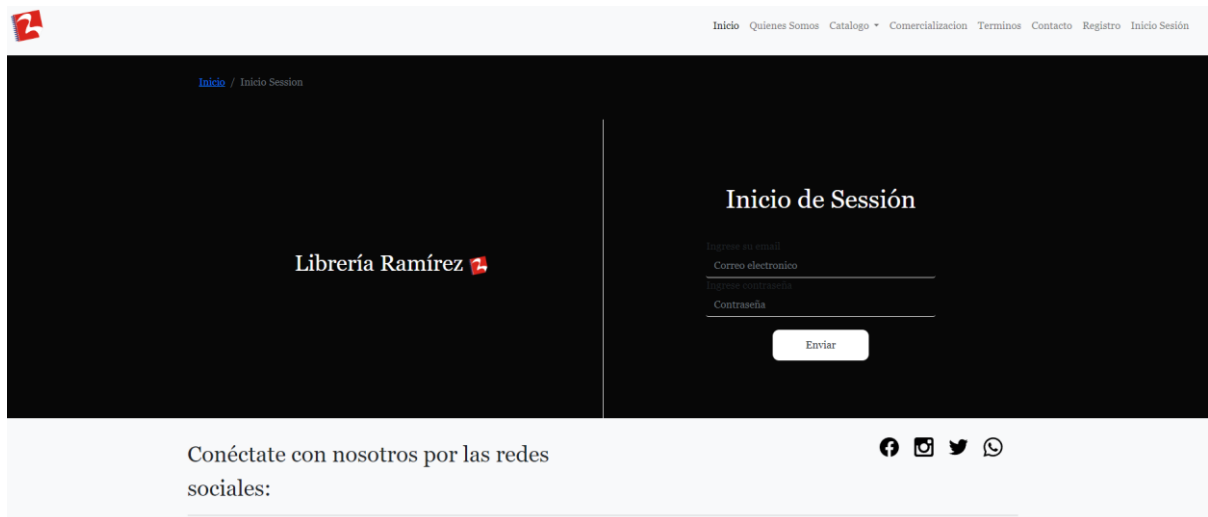 Inicio Quienes Somos Catalogo Comercializacion Terminos Contacto Registro Inicio Sesión
Inicio / Inicio Session
Inicio de Sessión
Ingrese su email
Correo electronico
Ingrese contraseña
Contraseña
Enviar
Librería Ramírez
Conéctate con nosotros por las redes
sociales: